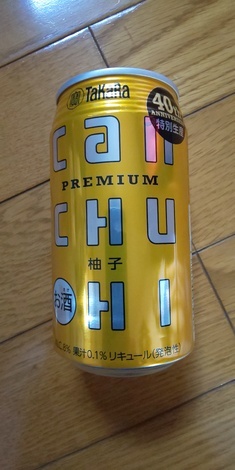 TaKaRa
40th
ANNIVERSARY
特別生産
can
PREMIUM
CHU
柚子
お酒
HI
6% 果汁0.1% リキュール(発泡性)